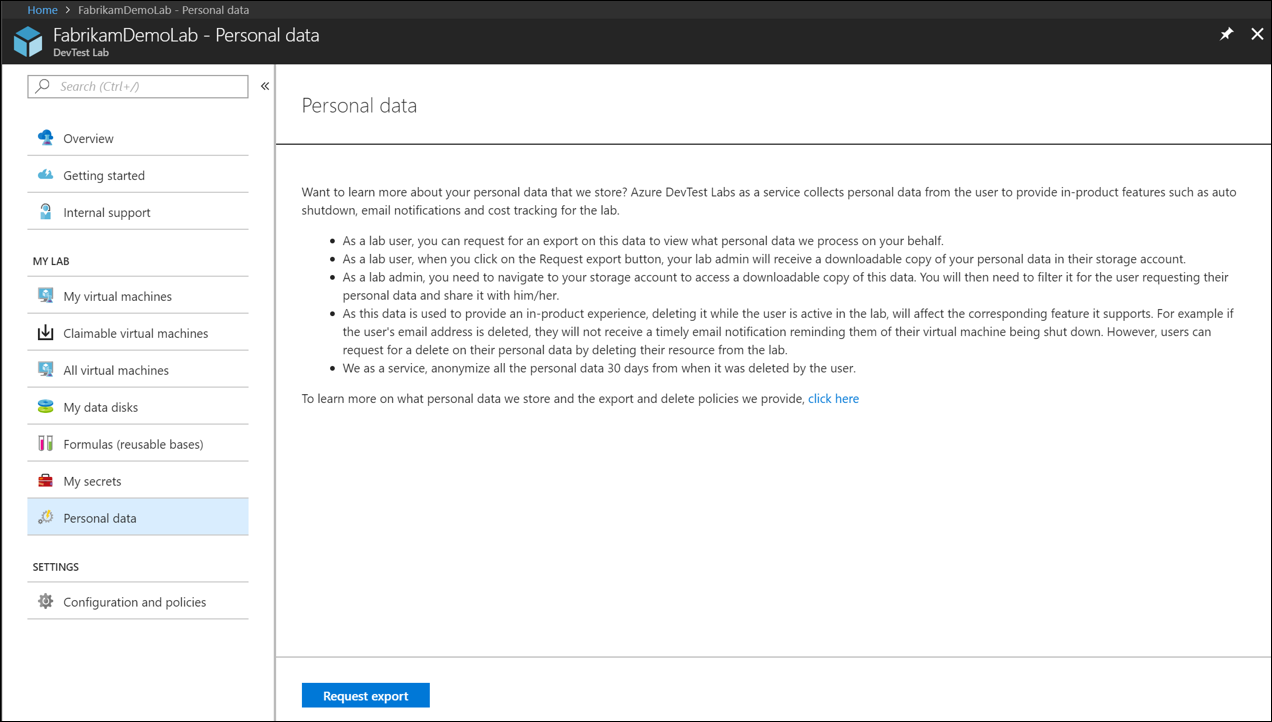 Home > FabrikamDemoLab - Personal data
FabrikamDemoLab - Personal data
DevTest Lab
Search (Ctrl+/)
«
Overview
Getting started
Internal support
MY LAB
My virtual machines
Claimable virtual machines
All virtual machines
My data disks
Formulas (reusable bases)
My secrets
Personal data
SETTINGS
Configuration and policies
Personal data
Want to learn more about your personal data that we store? Azure DevTest Labs as a service collects personal data from the user to provide in-product features such as auto
shutdown, email notifications and cost tracking for the lab.
• As a lab user, you can request for an export on this data to view what personal data we process on your behalf.
• As a lab user, when you click on the Request export button, your lab admin will receive a downloadable copy of your personal data in their storage account.
• As a lab admin, you need to navigate to your storage account to access a downloadable copy of this data. You will then need to filter it for the user requesting their
personal data and share it with him/her.
• As this data is used to provide an in-product experience, deleting it while the user is active in the lab, will affect the corresponding feature it supports. For example if
the user's email address is deleted, they will not receive a timely email notification reminding them of their virtual machine being shut down. However, users can
request for a delete on their personal data by deleting their resource from the lab.
• We as a service, anonymize all the personal data 30 days from when it was deleted by the user.
To learn more on what personal data we store and the export and delete policies we provide, click here
Request export